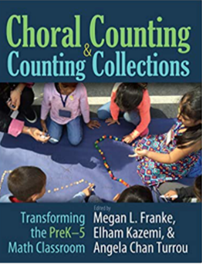 Choral Counting
&
Counting Collections
Edited by
Transforming
the PreK–5
Math Classroom
Megan L. Franke,
Elham Kazemi, &
Angela Chan Turrou